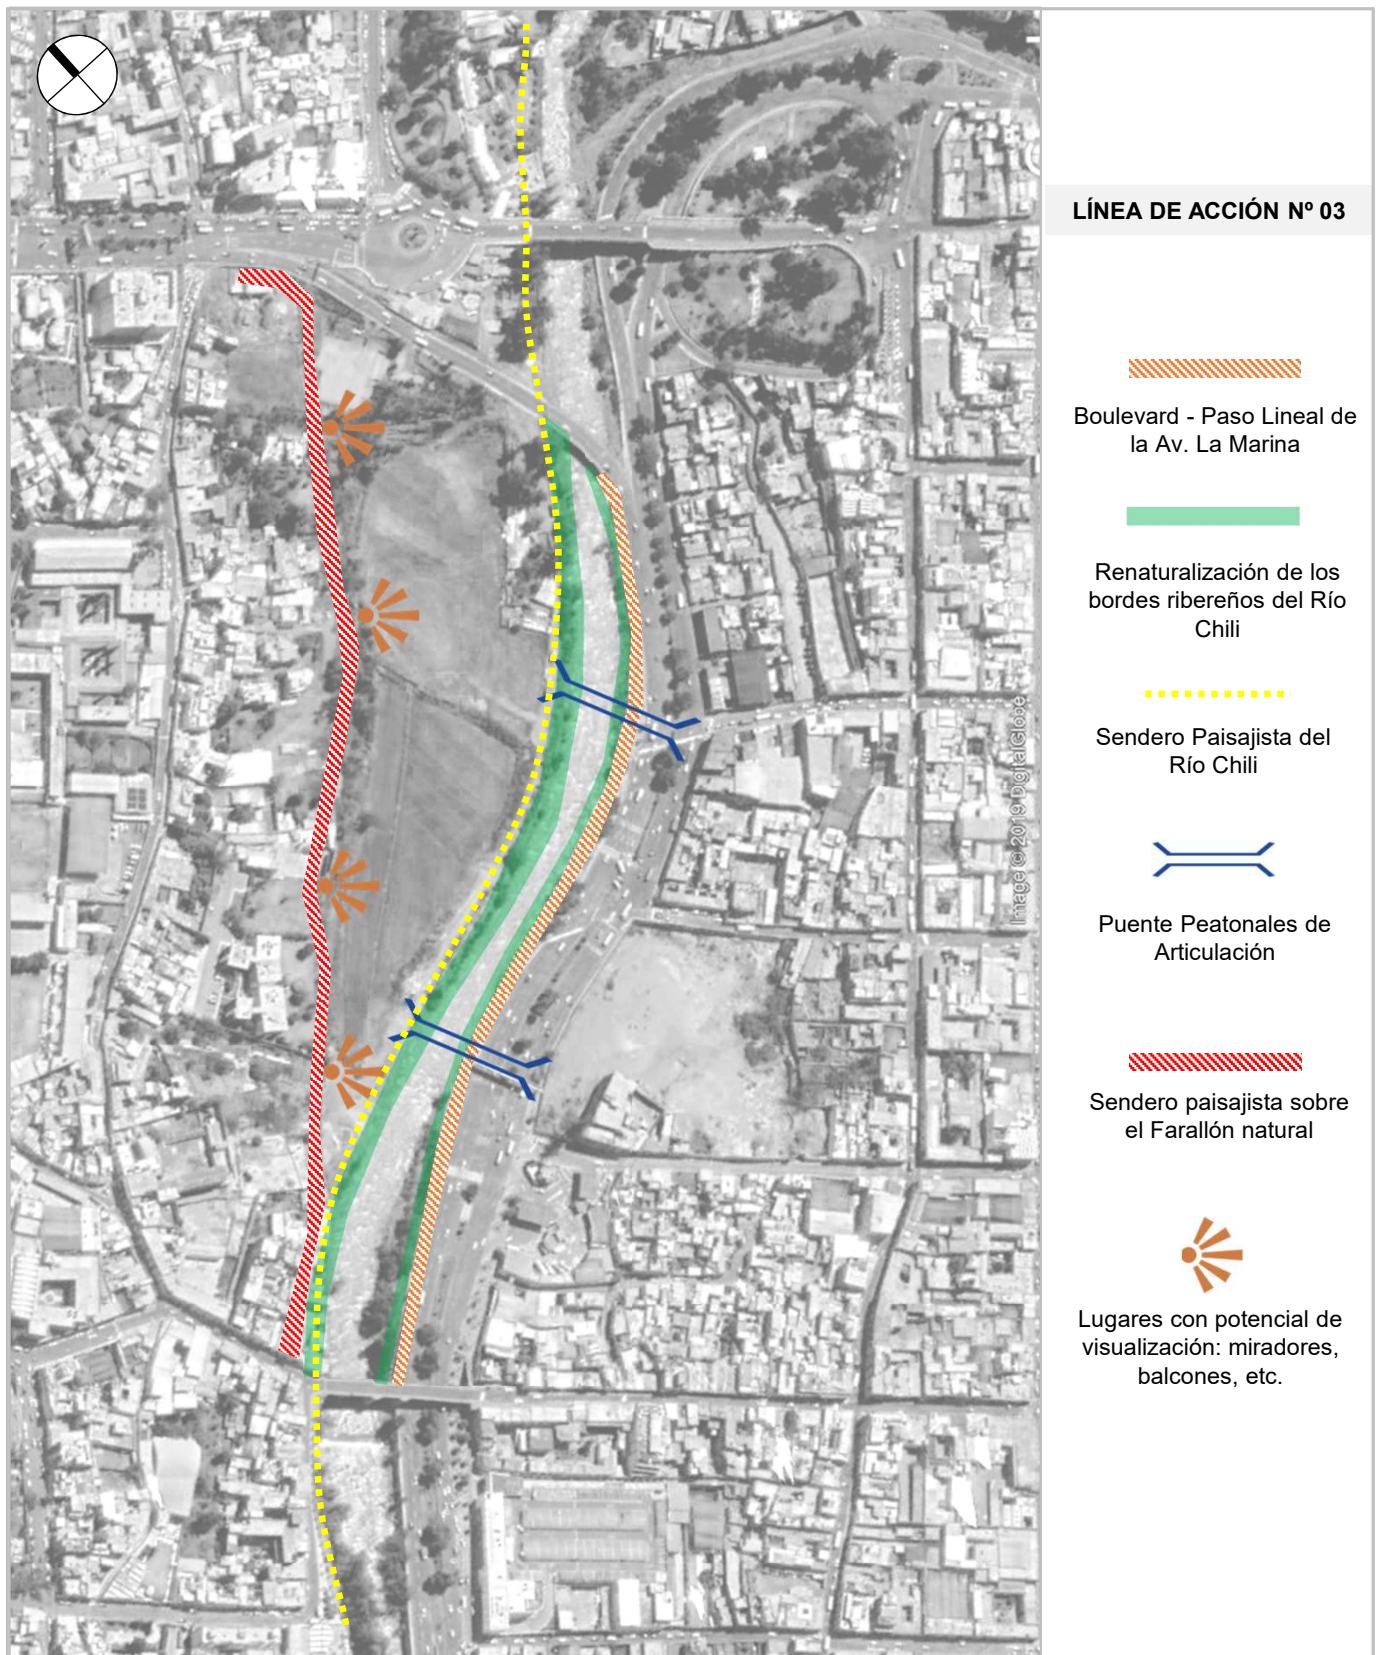 LÍNEA DE ACCIÓN Nº 03
Boulevard - Paso Lineal de
la Av. La Marina
Renaturalización de los
bordes ribereños del Río
Chili
Sendero Paisajista del
Río Chili
Puente Peatonales de
Articulación
Sendero paisajista sobre
el Farallón natural
Lugares con potencial de
visualización: miradores,
balcones, etc.
Image © 2019 DigitalGlobe